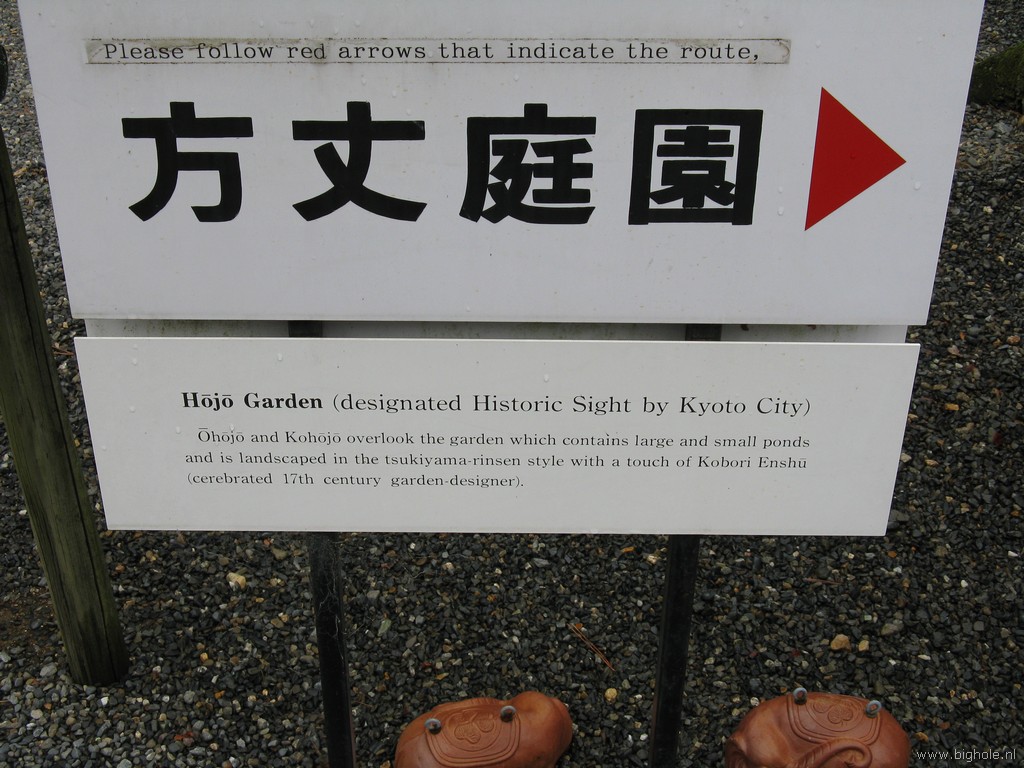 Please follow red arrows that indicate the route,
方丈庭園
Hōjō Garden (designated Historic Sight by Kyoto City)
Ōhōjō and Kohōjō overlook the garden which contains large and small ponds
and is landscaped in the tsukiyama-rinsen style with a touch of Kobori Enshū
(cerebrated 17th century garden-designer).
www.bighole.nl